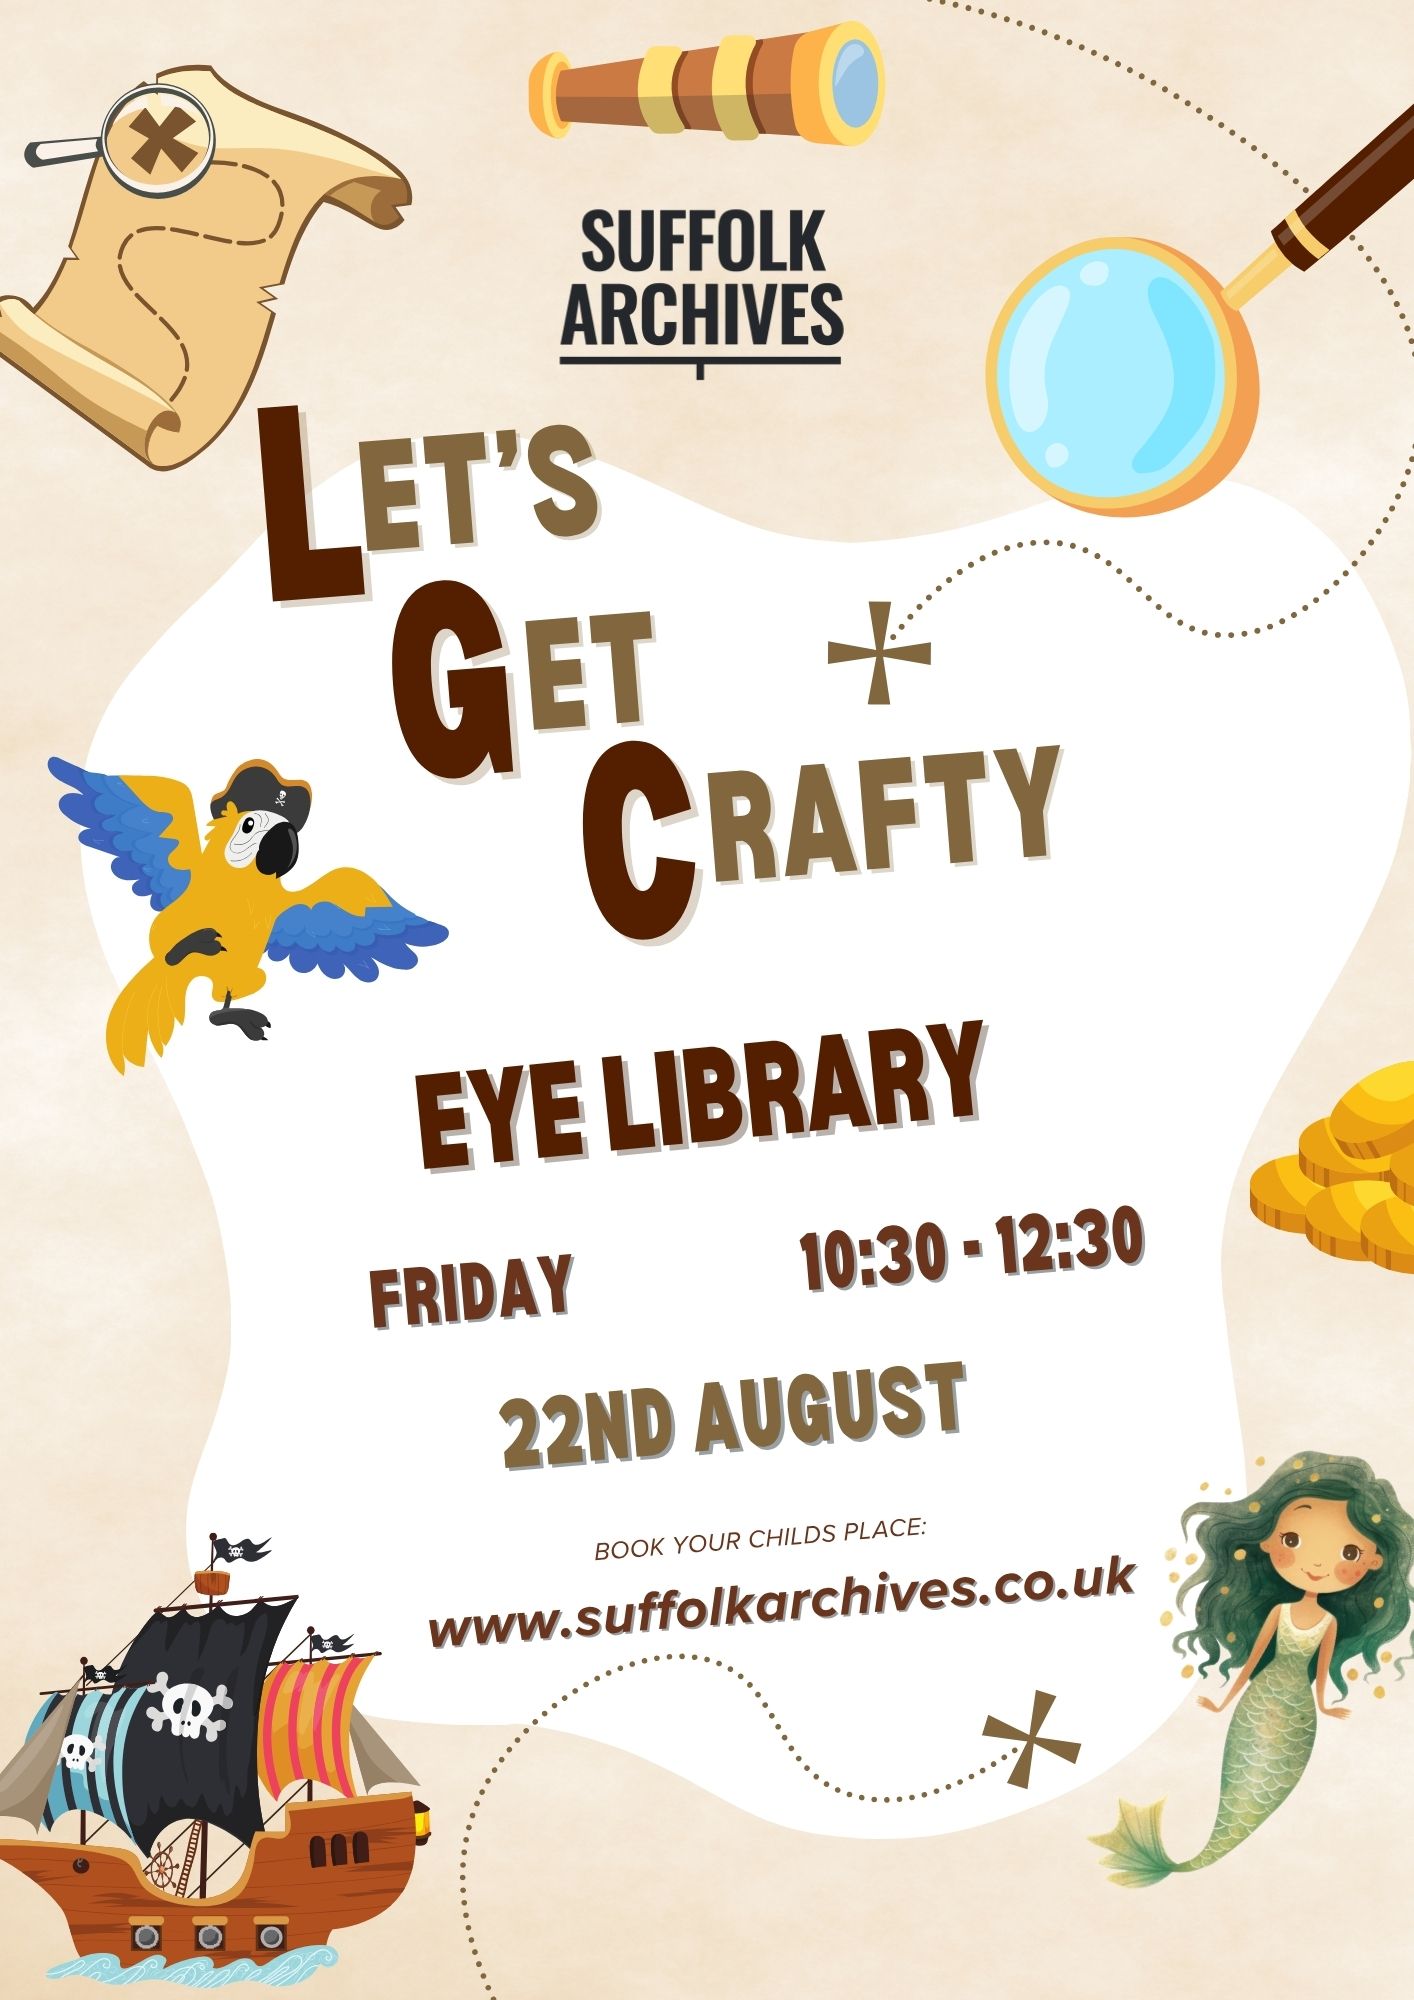 SUFFOLK
ARCHIVES
LET'S
GET
CRAFTY
EYE LIBRARY
FRIDAY
10:30 - 12:30
22ND AUGUST
BOOK YOUR CHILDS PLACE:
www.suffolkarchives.co.uk